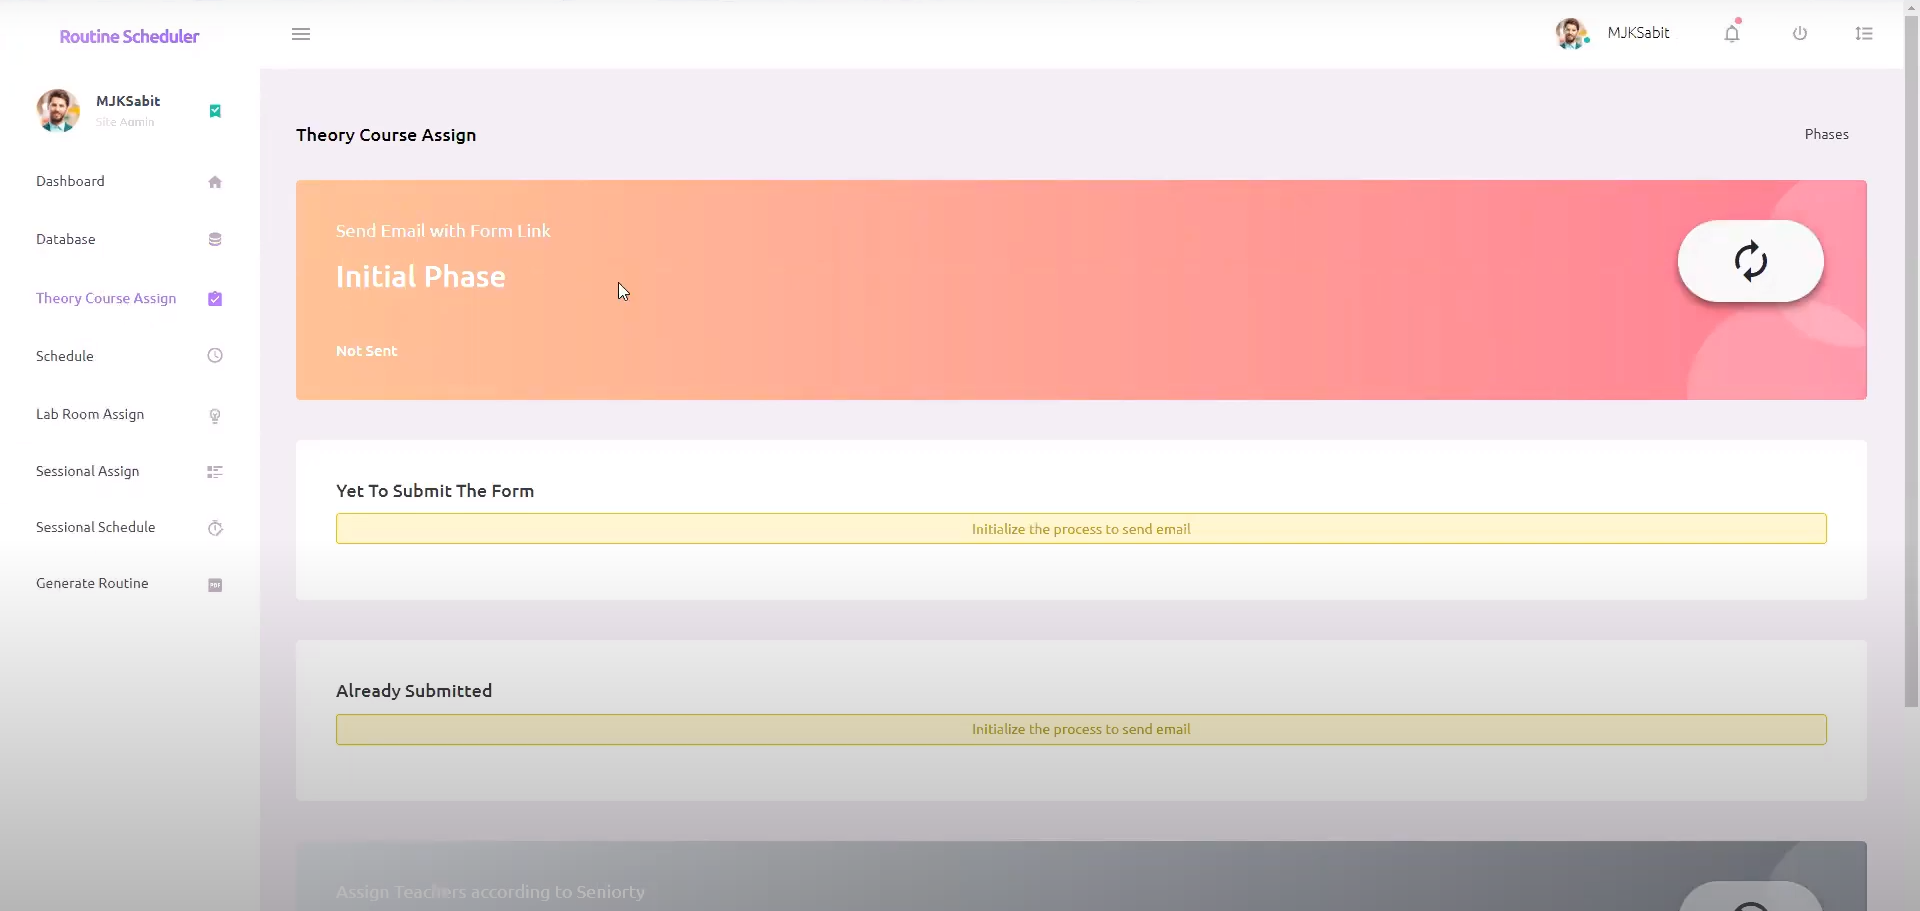 Routine Scheduler
MJKSabit
MJKSabit
Site Admin
Dashboard
Database
Theory Course Assign
Schedule
Lab Room Assign
Sessional Assign
Sessional Schedule
Generate Routine
PDF
Theory Course Assign
Phases
Send Email with Form Link
Initial Phase
Not Sent
Yet To Submit The Form
Initialize the process to send email
Already Submitted
Initialize the process to send email
Assign Teachers according to Seniorty